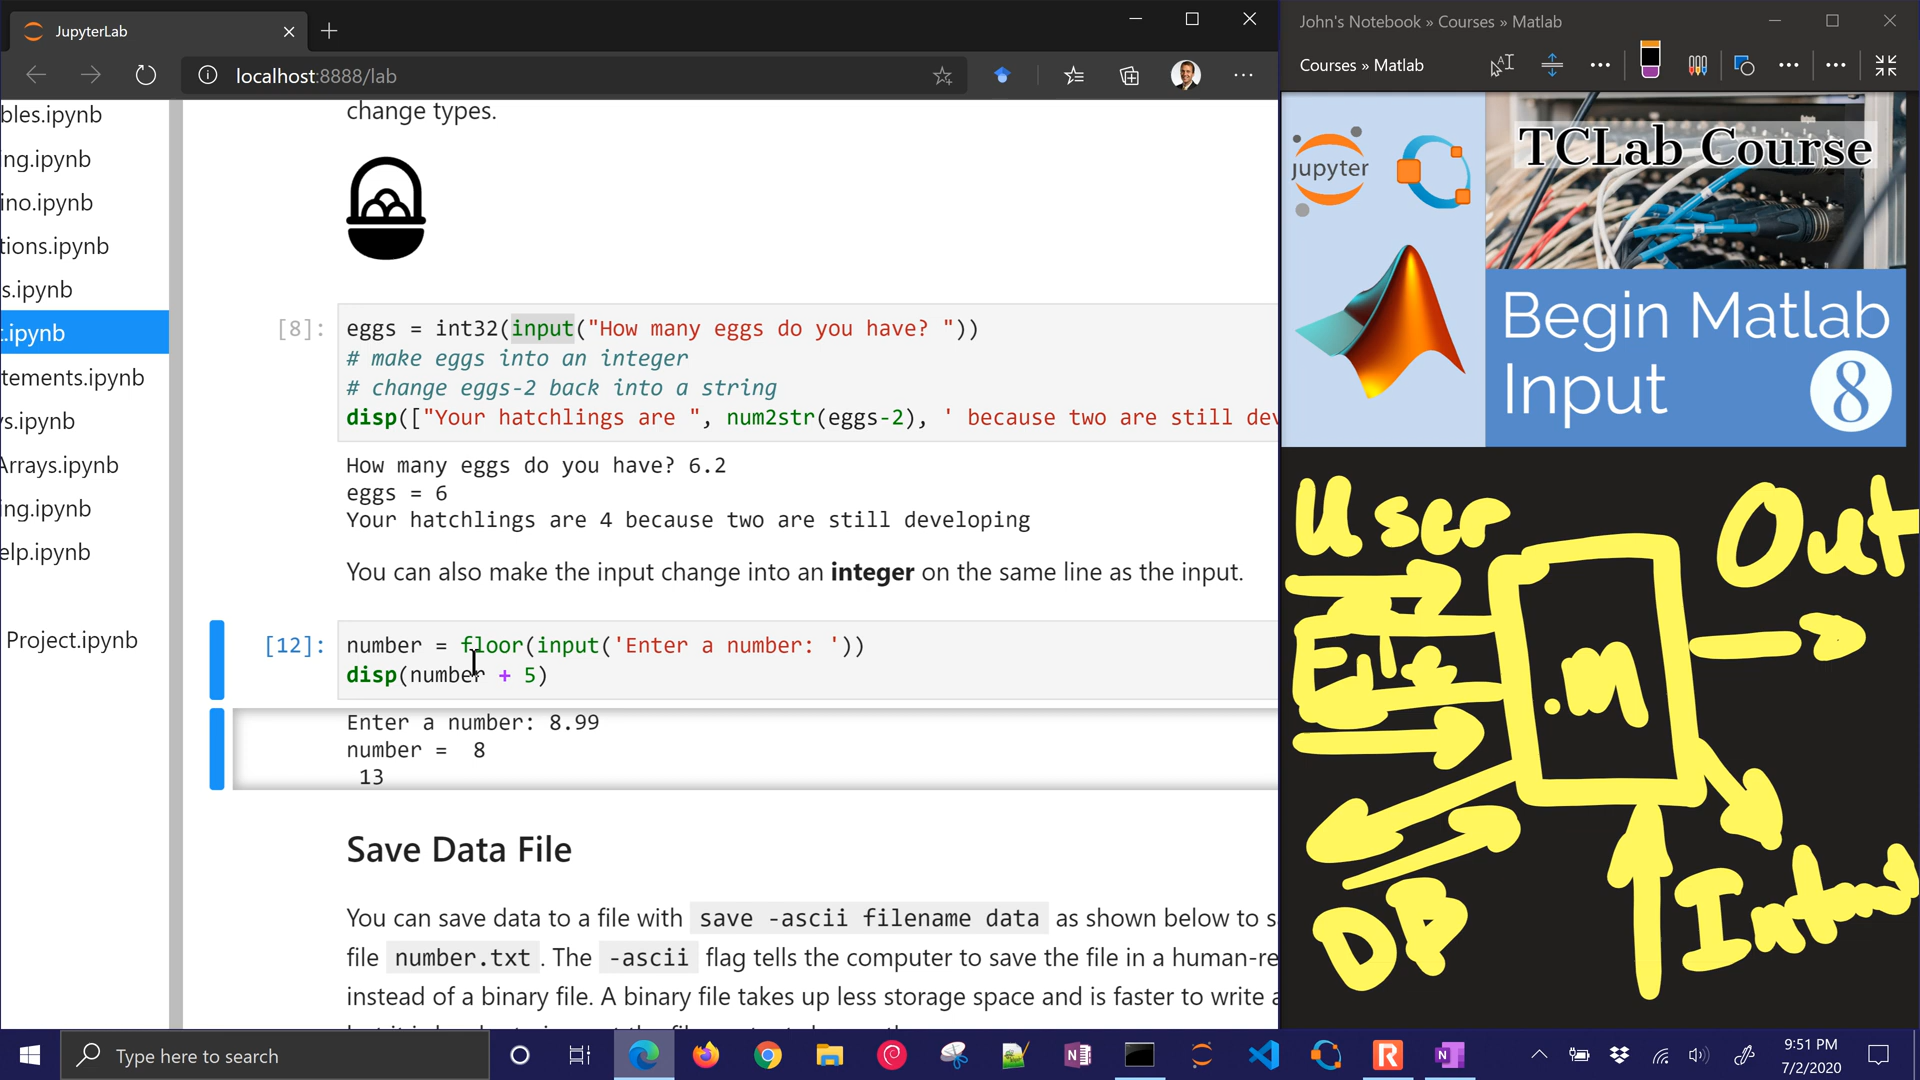 JupyterLab
localhost:8888/lab
bles.ipynb
ing.ipynb
ino.ipynb
tions.ipynb
s.ipynb
.ipynb
tements.ipynb
s.ipynb
Arrays.ipynb
ing.ipynb
elp.ipynb
Project.ipynb
change types.
[8]:
eggs = int32(input("How many eggs do you have? "))
# make eggs into an integer
# change eggs-2 back into a string
disp(["Your hatchlings are ", num2str(eggs-2), ' because two are still dev
How many eggs do you have? 6.2
eggs = 6
Your hatchlings are 4 because two are still developing
You can also make the input change into an integer on the same line as the input.
[12]:
number = floor(input('Enter a number: '))
disp(number + 5)
Enter a number: 8.99
number =  8
13
Save Data File
You can save data to a file with save -ascii filename data as shown below to s
file number.txt . The -ascii flag tells the computer to save the file in a human-re
instead of a binary file. A binary file takes up less storage space and is faster to write a
John's Notebook » Courses » Matlab
Courses » Matlab
jupyter
TCLab Course
Begin Matlab
Input
8
User
Out
.m
Type here to search
9:51 PM
7/2/2020